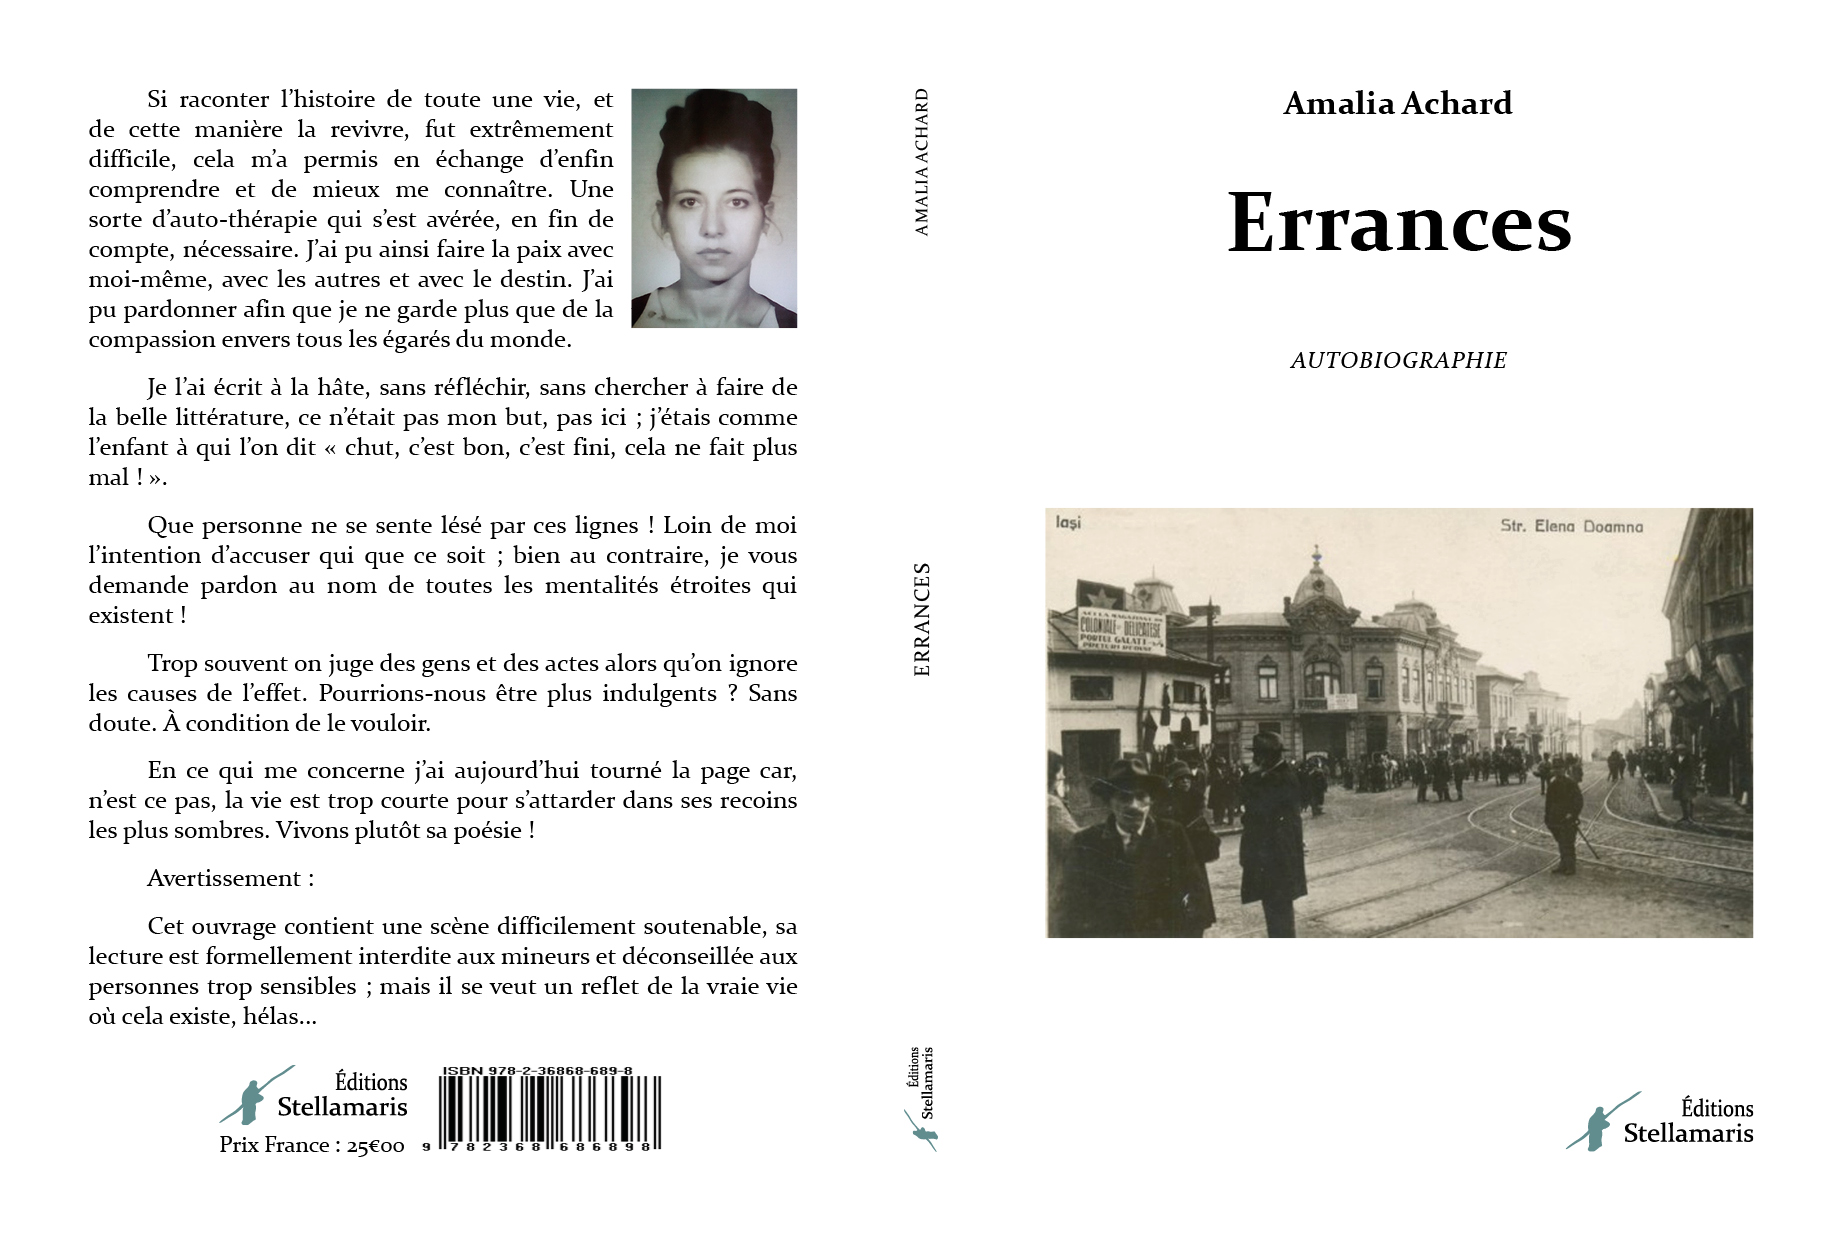 Si raconter l’histoire de toute une vie, et
de cette manière la revivre, fut extrêmement
difficile, cela m’a permis en échange d’enfin
comprendre et de mieux me connaître. Une
sorte d’auto-thérapie qui s’est avérée, en fin de
compte, nécessaire. J’ai pu ainsi faire la paix avec
moi-même, avec les autres et avec le destin. J’ai
pu pardonner afin que je ne garde plus que de la
compassion envers tous les égarés du monde.
Je l’ai écrit à la hâte, sans réfléchir, sans chercher à faire de
la belle littérature, ce n’était pas mon but, pas ici ; j’étais comme
l’enfant à qui l’on dit « chut, c’est bon, c’est fini, cela ne fait plus
mal ! ».
Que personne ne se sente lésé par ces lignes ! Loin de moi
l’intention d’accuser qui que ce soit ; bien au contraire, je vous
demande pardon au nom de toutes les mentalités étroites qui
existent !
Trop souvent on juge des gens et des actes alors qu’on ignore
les causes de l’effet. Pourrions-nous être plus indulgents ? Sans
doute. À condition de le vouloir.
En ce qui me concerne j’ai aujourd’hui tourné la page car,
n’est ce pas, la vie est trop courte pour s’attarder dans ses recoins
les plus sombres. Vivons plutôt sa poésie !
Avertissement :
Cet ouvrage contient une scène difficilement soutenable, sa
lecture est formellement interdite aux mineurs et déconseillée aux
personnes trop sensibles ; mais il se veut un reflet de la vraie vie
où cela existe, hélas...
Éditions
Stellamaris
Prix France : 25€00
ISBN 978-2-36868-689-8
9 782368 686898
AMALIA ACHARD
ERRANCES
Éditions
Stellamaris
Amalia Achard
Errances
AUTOBIOGRAPHIE
Iași
Str. Elena Doamna
COLONIALE DELICATESE
PORTUL GALATI
Éditions
Stellamaris